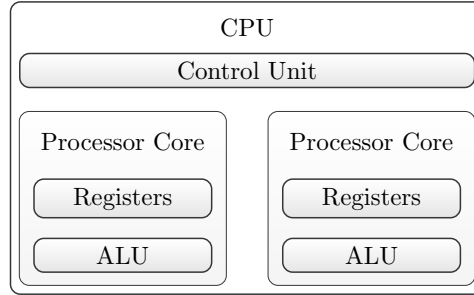 CPU
Control Unit
Processor Core
Registers
ALU
Processor Core
Registers
ALU